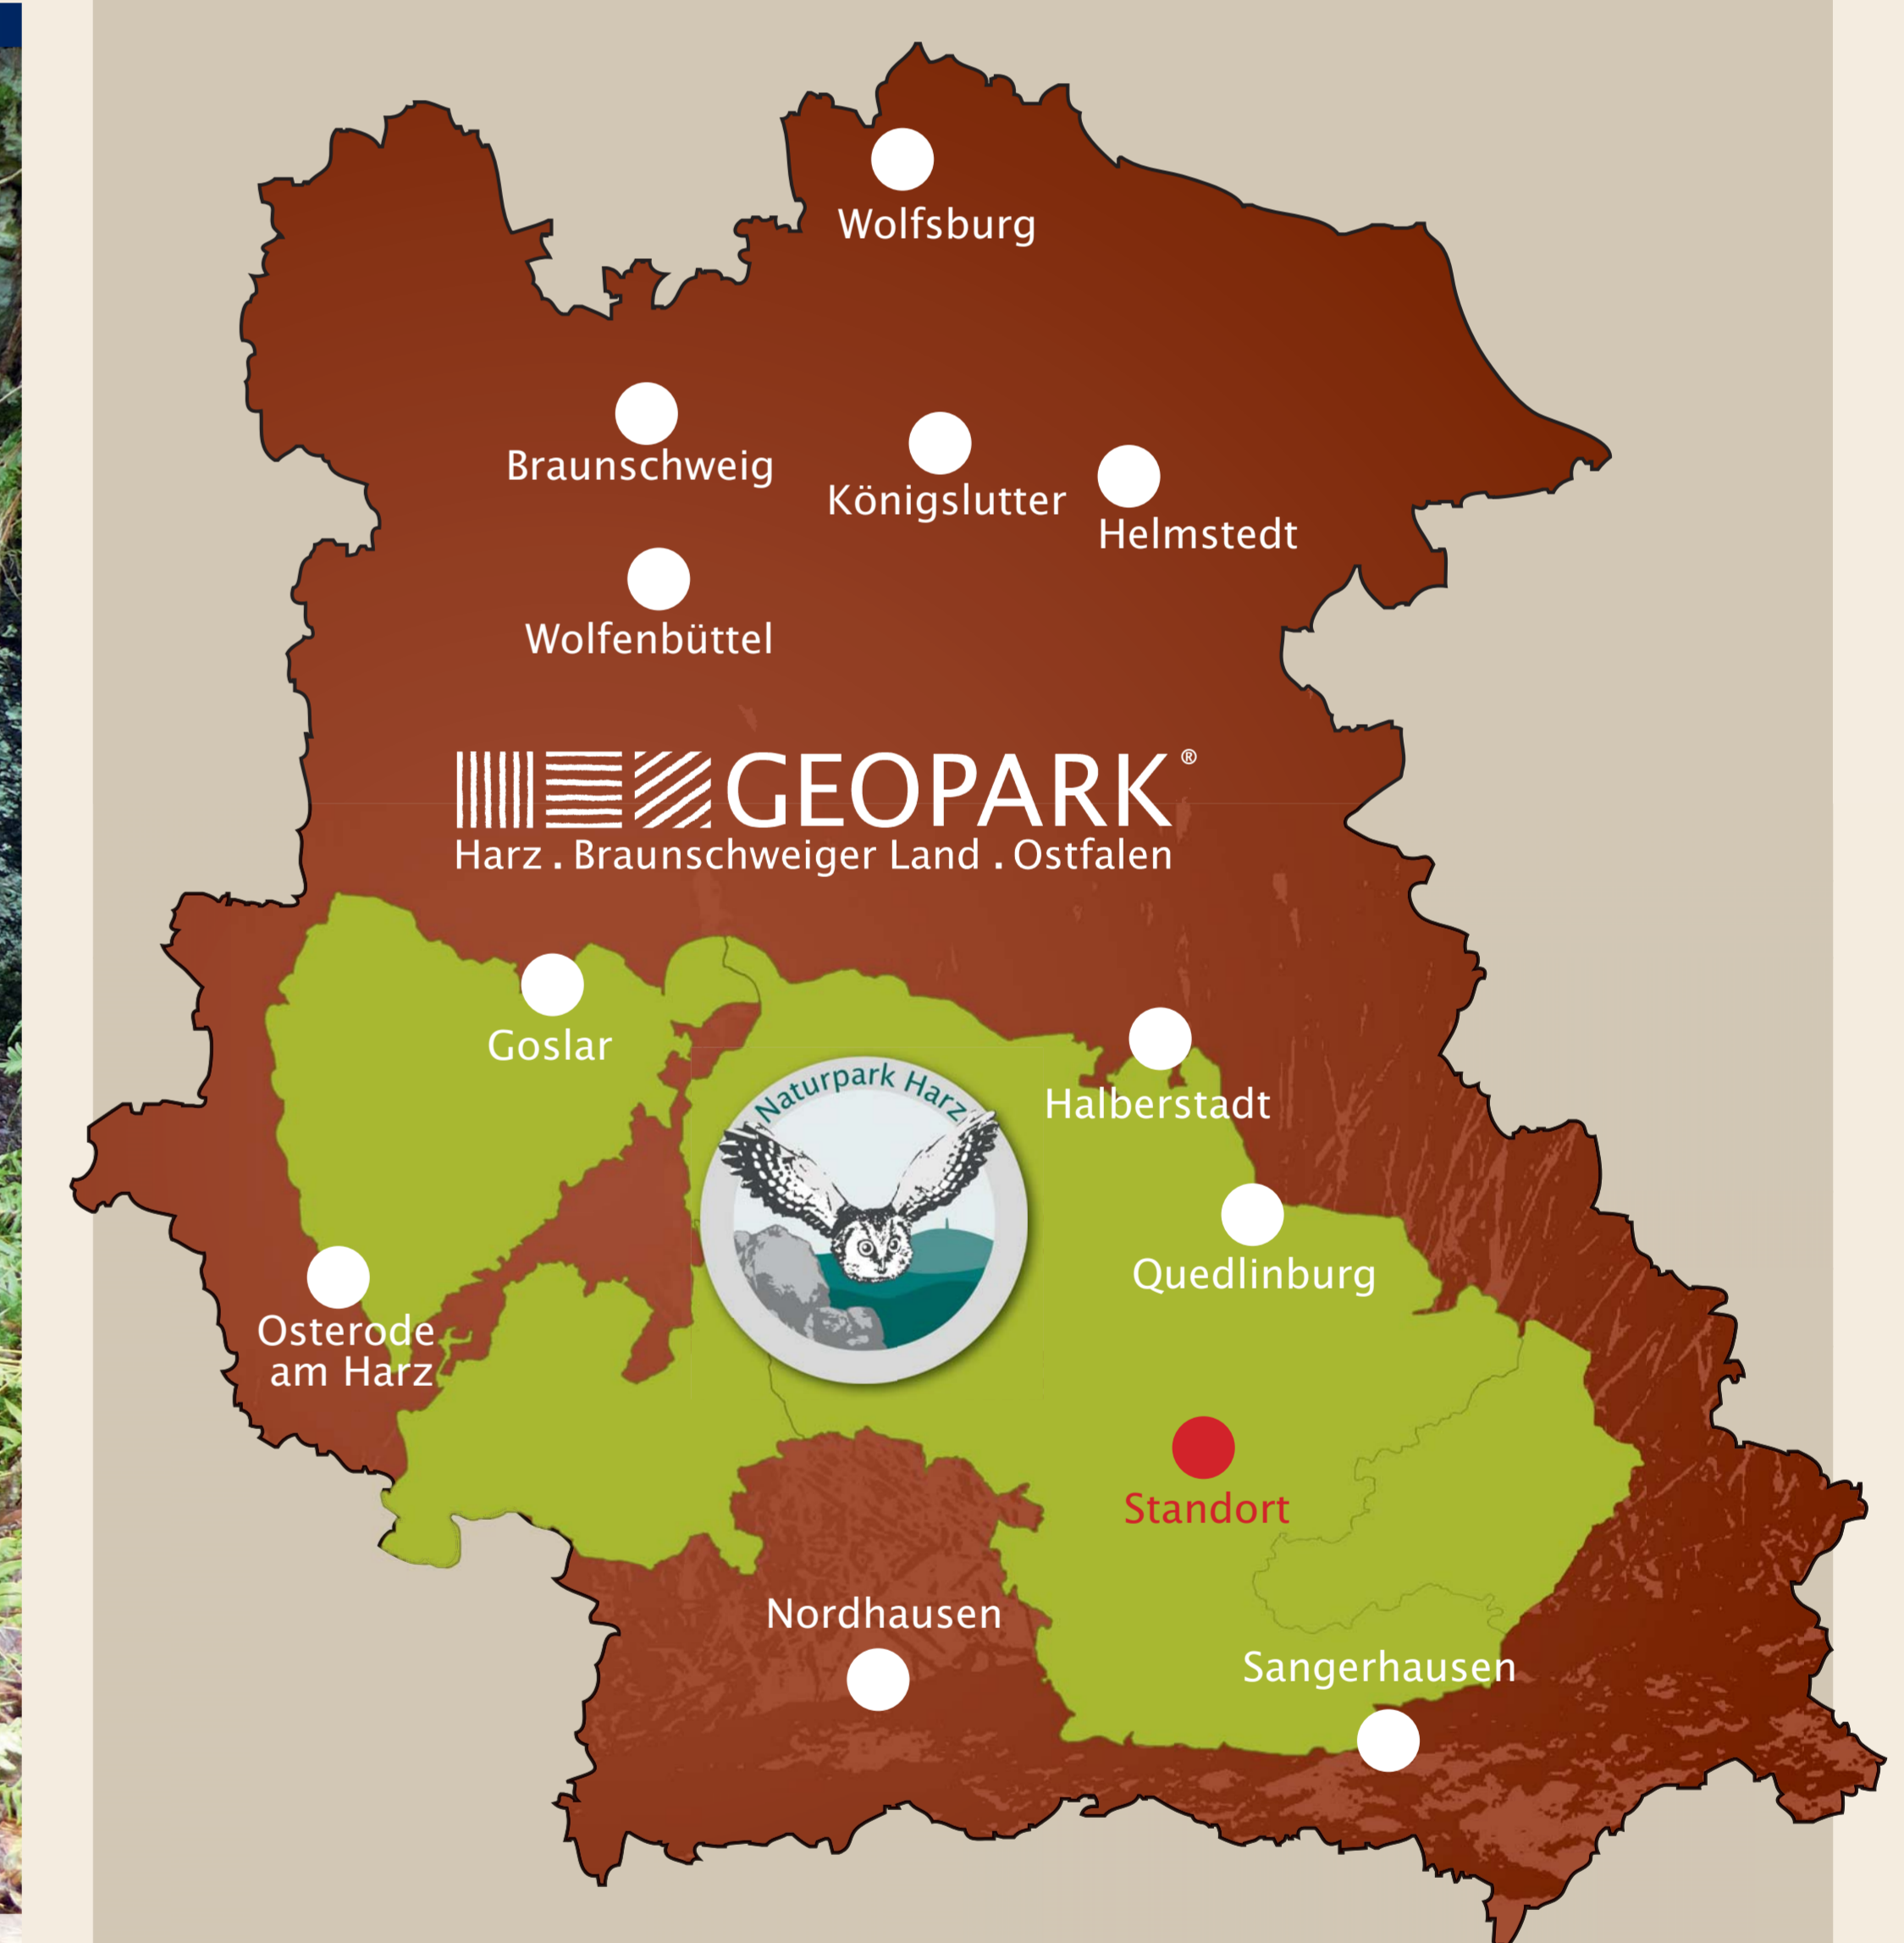 Wolfsburg
Braunschweig
Königslutter
Helmstedt
Wolfenbüttel
GEOPARK®
Harz . Braunschweiger Land . Ostfalen
Goslar
Naturpark Harz
Halberstadt
Quedlinburg
Osterode
am Harz
Standort
Nordhausen
Sangerhausen